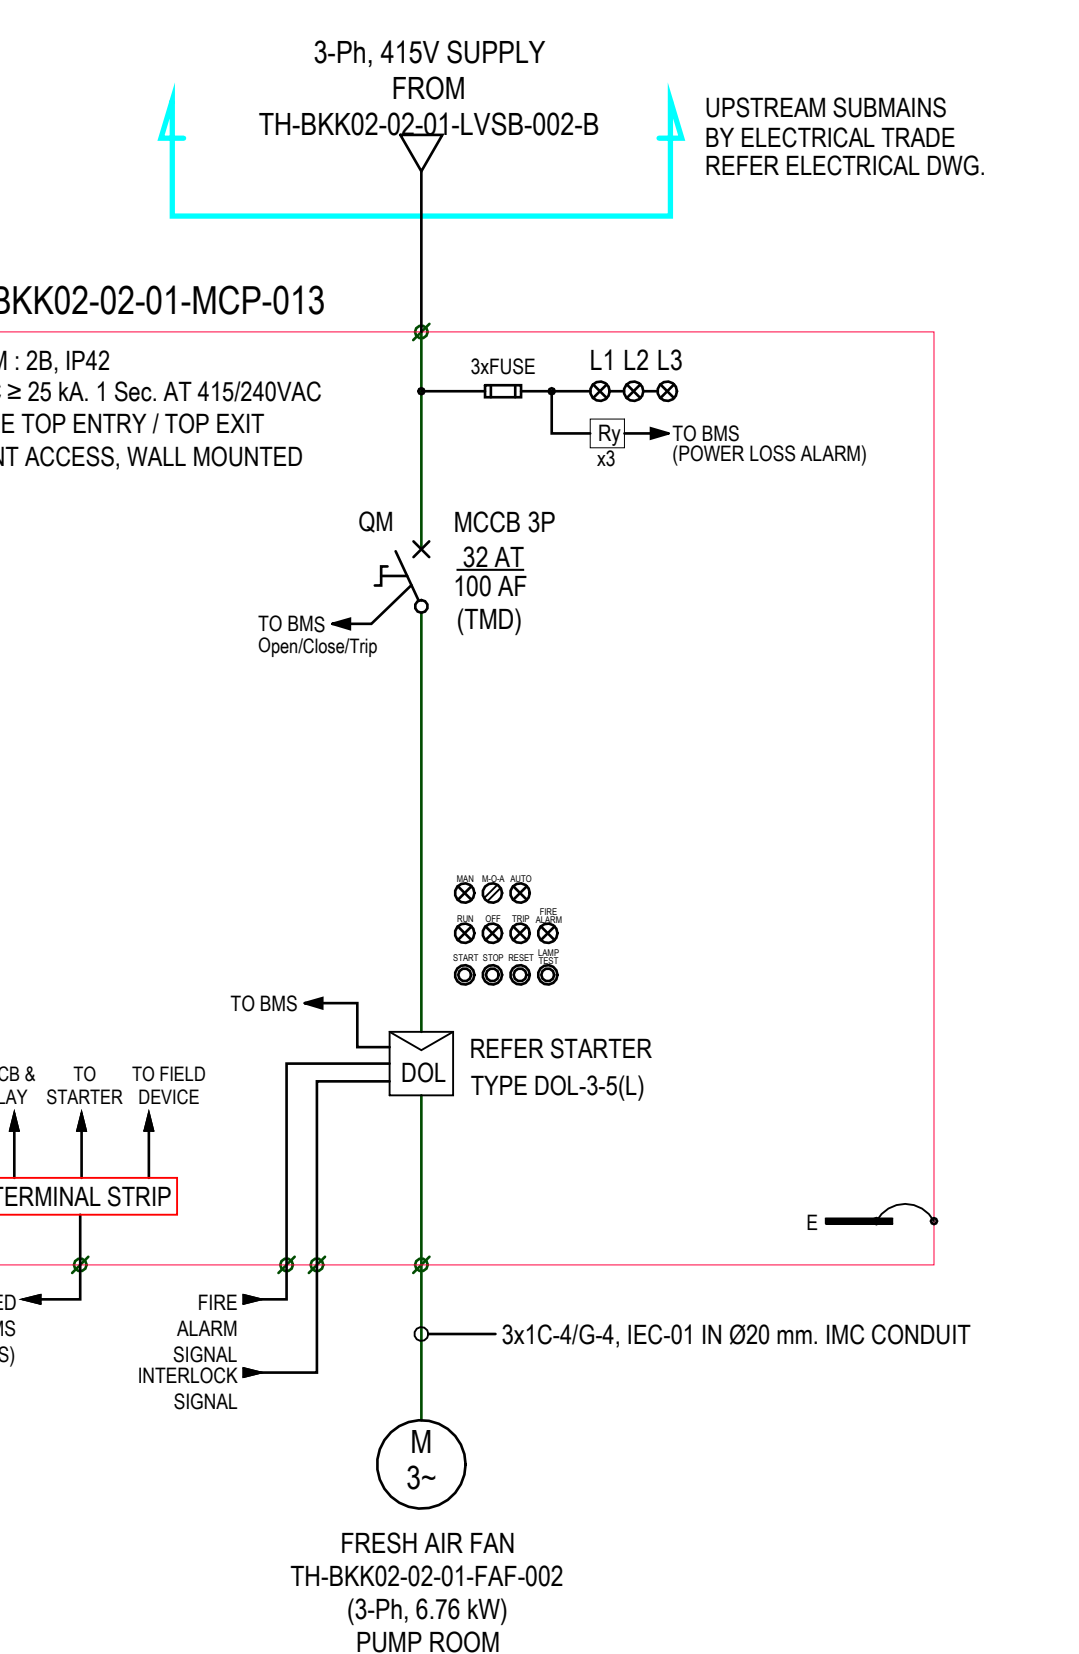 3-Ph, 415V SUPPLY
FROM
TH-BKK02-02-01-LVSB-002-B
UPSTREAM SUBMAINS
BY ELECTRICAL TRADE
REFER ELECTRICAL DWG.
BKK02-02-01-MCP-013
M : 2B, IP42
≥ 25 kA. 1 Sec. AT 415/240VAC
E TOP ENTRY / TOP EXIT
NT ACCESS, WALL MOUNTED
3xFUSE
L1 L2 L3
Ry
x3
TO BMS
(POWER LOSS ALARM)
QM
MCCB 3P
32 AT
100 AF
(TMD)
TO BMS
Open/Close/Trip
MAN M-O-A AUTO
RUN OFF TRIP FIRE ALARM
START STOP RESET LAMP TEST
TO BMS
DOL
REFER STARTER
TYPE DOL-3-5(L)
CB &
LAY
TO
STARTER
TO FIELD
DEVICE
TERMINAL STRIP
E
ED
MS
S)
FIRE
ALARM
SIGNAL
INTERLOCK
SIGNAL
3x1C-4/G-4, IEC-01 IN Ø20 mm. IMC CONDUIT
M
3~
FRESH AIR FAN
TH-BKK02-02-01-FAF-002
(3-Ph, 6.76 kW)
PUMP ROOM